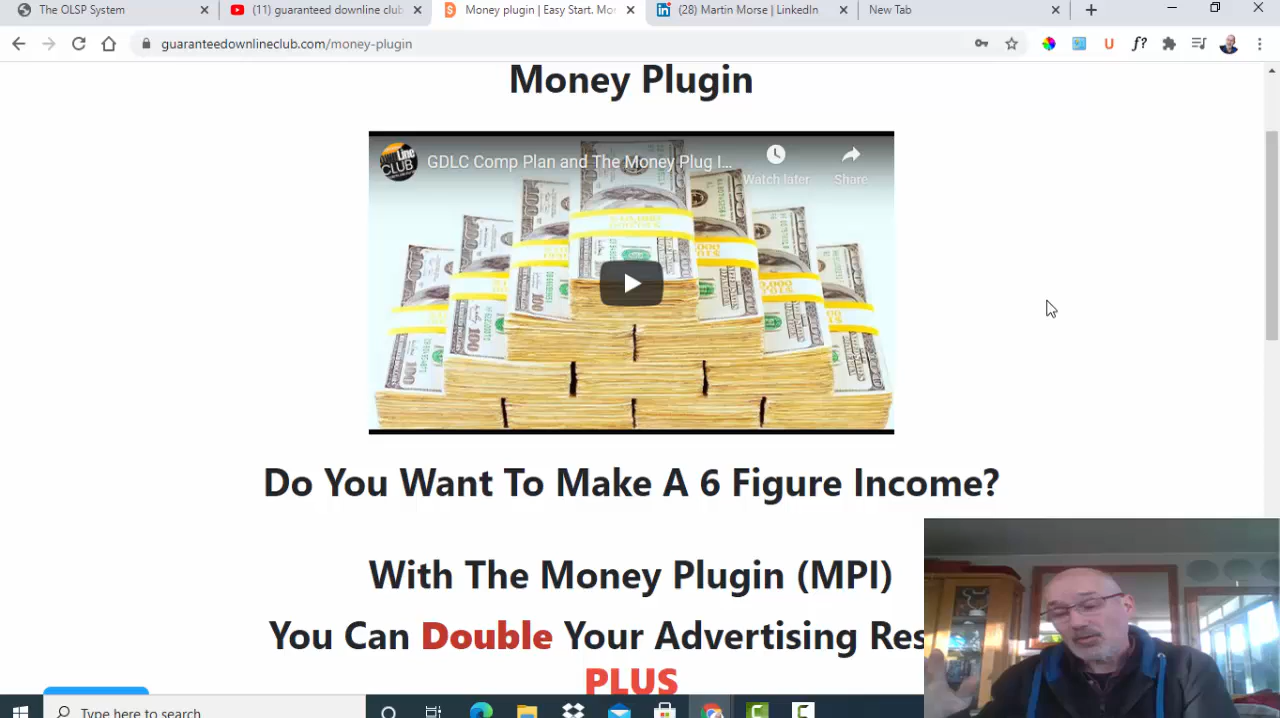 The OLSP System
(11) guaranteed downline club
Money plugin | Easy Start. Mo
(28) Martin Morse | LinkedIn
New Tab
guaranteedownlineclub.com/money-plugin
Money Plugin
Line
CLUB
GDLC Comp Plan and The Money Plug I...
Watch later
Share
Do You Want To Make A 6 Figure Income?
With The Money Plugin (MPI)
You Can Double Your Advertising Res
PLUS
Type here to search